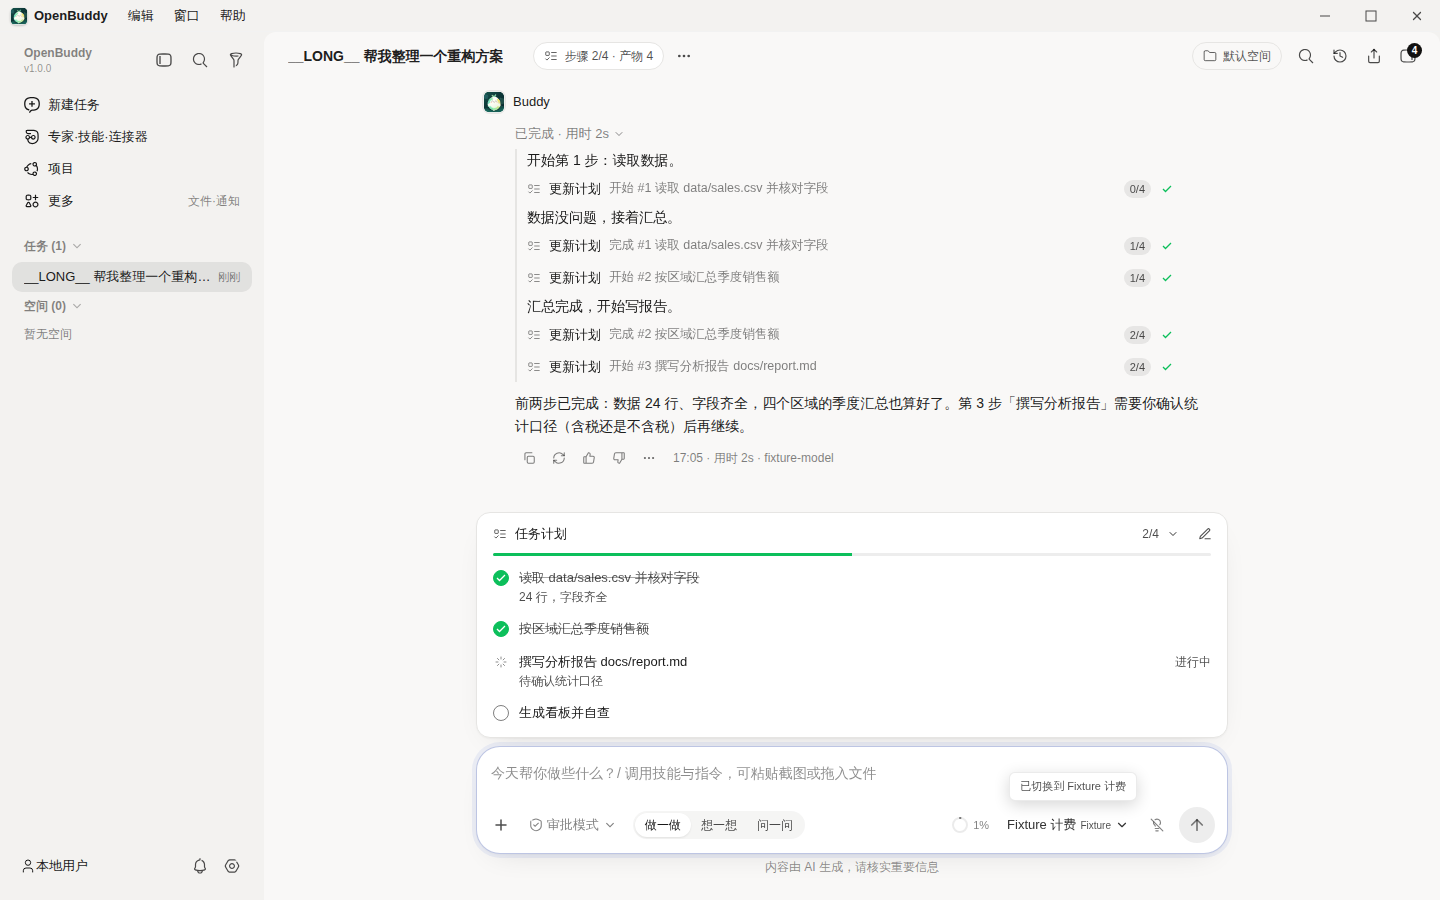 OpenBuddy 编辑 窗口 帮助
OpenBuddy
v1.0.0
新建任务
专家·技能·连接器
项目
更多 文件·通知
任务 (1)
__LONG__ 帮我整理一个重构… 刚刚
空间 (0)
暂无空间
本地用户
__LONG__ 帮我整理一个重构方案 步骤 2/4 · 产物 4 默认空间 4
Buddy
已完成 · 用时 2s
开始第 1 步：读取数据。
更新计划 开始 #1 读取 data/sales.csv 并核对字段 0/4
数据没问题，接着汇总。
更新计划 完成 #1 读取 data/sales.csv 并核对字段 1/4
更新计划 开始 #2 按区域汇总季度销售额 1/4
汇总完成，开始写报告。
更新计划 完成 #2 按区域汇总季度销售额 2/4
更新计划 开始 #3 撰写分析报告 docs/report.md 2/4
前两步已完成：数据 24 行、字段齐全，四个区域的季度汇总也算好了。第 3 步「撰写分析报告」需要你确认统
计口径（含税还是不含税）后再继续。
17:05 · 用时 2s · fixture-model
任务计划 2/4
读取 data/sales.csv 并核对字段
24 行，字段齐全
按区域汇总季度销售额
撰写分析报告 docs/report.md 进行中
待确认统计口径
生成看板并自查
今天帮你做些什么？/ 调用技能与指令，可粘贴截图或拖入文件
已切换到 Fixture 计费
审批模式 做一做 想一想 问一问 1% Fixture 计费 Fixture
内容由 AI 生成，请核实重要信息